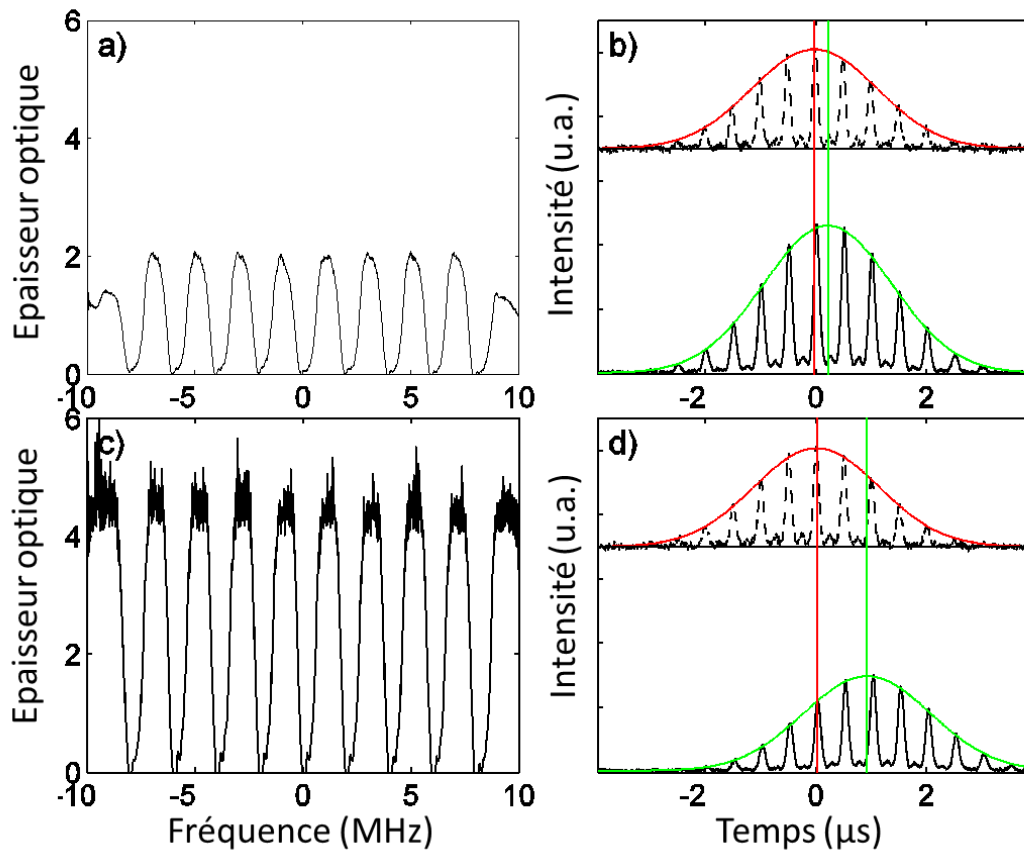 a)
Epaisseur optique
6
4
2
0
-10
-5
0
5
10
b)
Intensité (u.a.)
-2
0
2
c)
Epaisseur optique
6
4
2
0
-10
-5
0
5
10
Fréquence (MHz)
d)
Intensité (u.a.)
-2
0
2
Temps (µs)